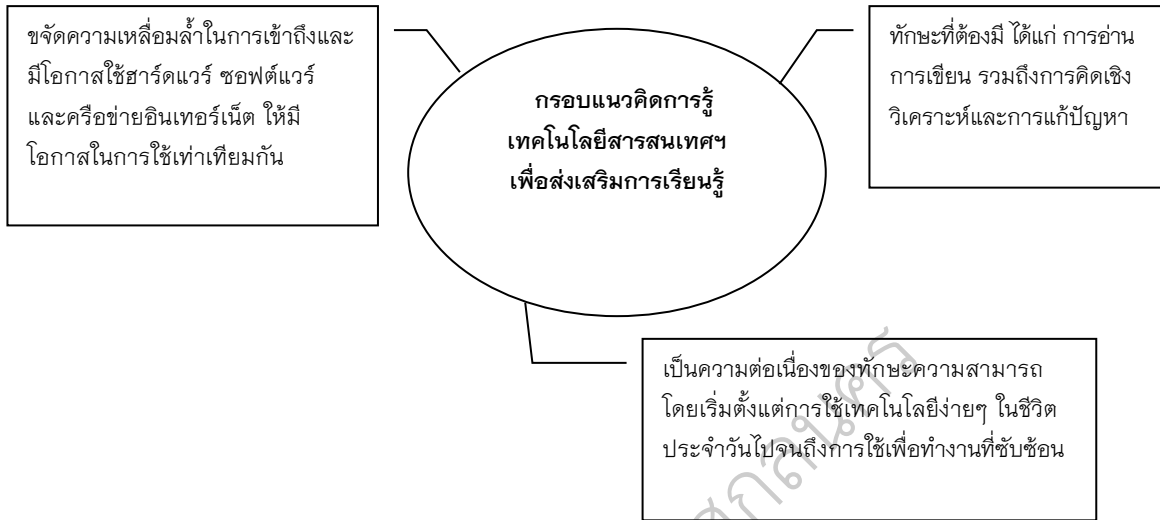 ขจัดความเหลื่อมล้ำในการเข้าถึงและ
มีโอกาสใช้ฮาร์ดแวร์ ซอฟต์แวร์
และครือข่ายอินเทอร์เน็ต ให้มี
โอกาสในการใช้เท่าเทียมกัน
กรอบแนวคิดการรู้
เทคโนโลยีสารสนเทศฯ
เพื่อส่งเสริมการเรียนรู้
ทักษะที่ต้องมี ได้แก่ การอ่าน
การเขียน รวมถึงการคิดเชิง
วิเคราะห์และการแก้ปัญหา
เป็นความต่อเนื่องของทักษะความสามารถ
โดยเริ่มตั้งแต่การใช้เทคโนโลยีง่ายๆ ในชีวิต
ประจำวันไปจนถึงการใช้เพื่อทำงานที่ซับซ้อน
สกลนคร